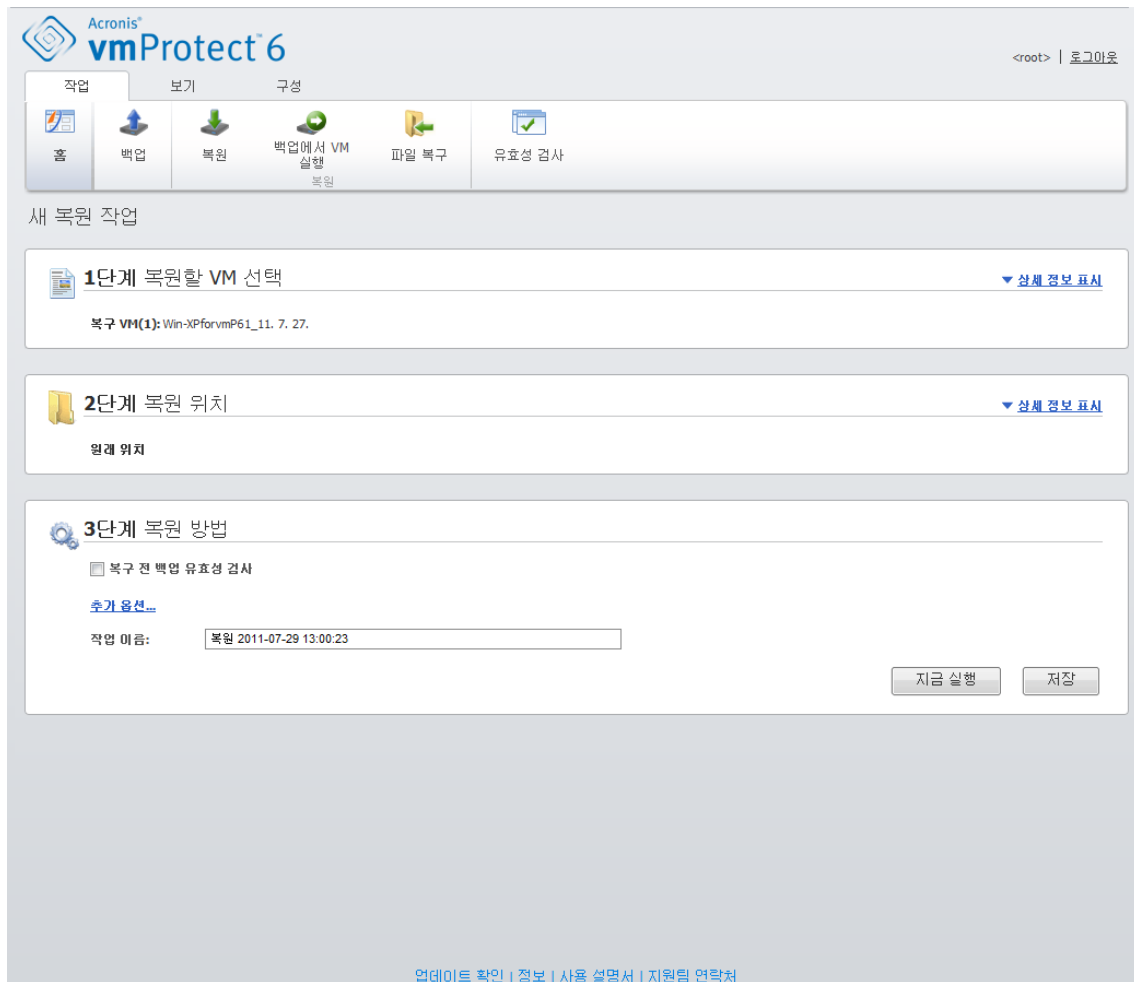 Acronis®
vmProtect™ 6
<root> | 로그아웃
작업 보기 구성
홈 백업 복원 백업에서 VM 실행 파일 복구 유효성 검사
복원
새 복원 작업
1단계 복원할 VM 선택
상세 정보 표시
복구 VM(1): Win-XPforvmP61_11. 7. 27.
2단계 복원 위치
상세 정보 표시
원래 위치
3단계 복원 방법
복구 전 백업 유효성 검사
추가 옵션...
작업 이름: 복원 2011-07-29 13:00:23
지금 실행 저장
업데이트 확인 | 정보 | 사용 설명서 | 지원팀 연락처